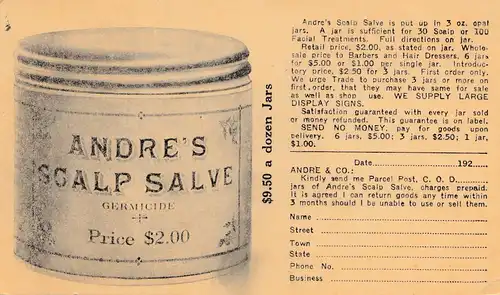 ANDRE'S
SCALP SALVE
GERMICIDE
Price $2.00
$9.50 a dozen Jars
Andre's Scalp Salve is put up in 3 oz. opal
jars. A jar is sufficient for 30 Scalp or 100
Facial Treatments. Full directions on jar.
Retail price, $2.00, as stated on jar. Whole-
sale price to Barbers and Hair Dressers, 6 jars
for $5.00 or $1.00 per single jar. Introduc-
tory price, $2.50 for 3 jars. First order only.
We urge Trade to purchase 3 jars or more on
first order, that they may have same for sale
as well as shop use. WE SUPPLY LARGE
DISPLAY SIGNS.
Satisfaction guaranteed with every jar sold
or money refunded. This guarantee is on label.
SEND NO MONEY, pay for goods upon
delivery. 6 jars, $5.00; 3 jars, $2.50; 1 jar,
$1.00.
Date..............192......
ANDRE & CO.:
Kindly send me Parcel Post, C. O. D.............
jars of Andre's Scalp Salve, charges prepaid.
It is agreed I can return goods any time within
3 months should I be unable to use or sell them.
Name
Street
Town
State
Phone No.
Business